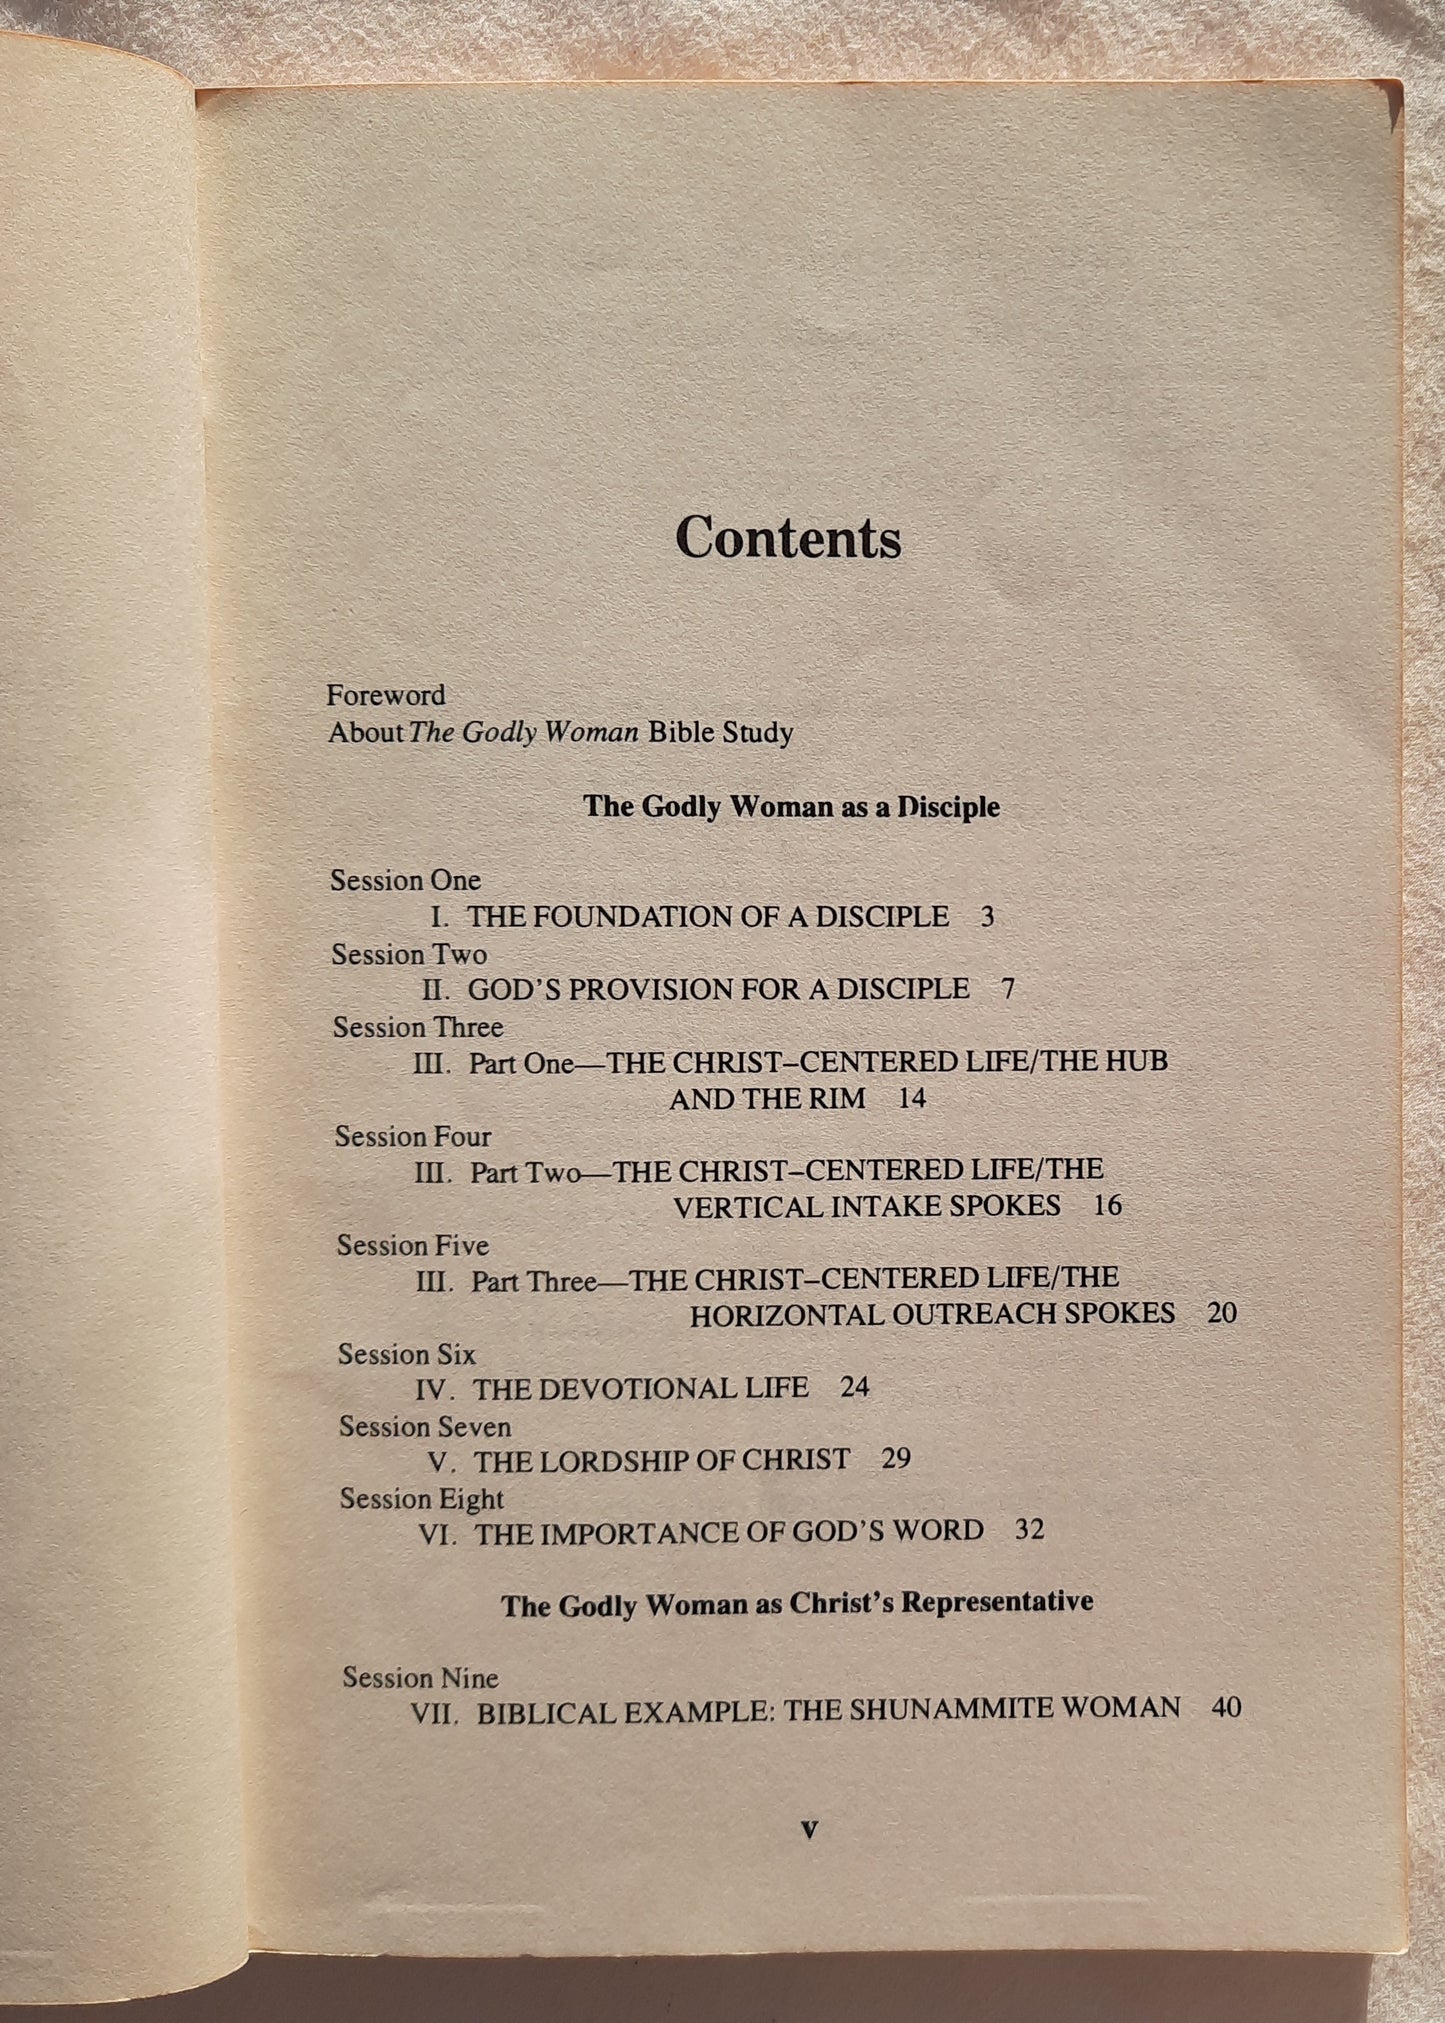 Contents
Foreword
About The Godly Woman Bible Study
The Godly Woman as a Disciple
Session One
I. THE FOUNDATION OF A DISCIPLE 3
Session Two
II. GOD'S PROVISION FOR A DISCIPLE 7
Session Three
III. Part One—THE CHRIST–CENTERED LIFE/THE HUB
AND THE RIM 14
Session Four
III. Part Two—THE CHRIST–CENTERED LIFE/THE
VERTICAL INTAKE SPOKES 16
Session Five
III. Part Three—THE CHRIST–CENTERED LIFE/THE
HORIZONTAL OUTREACH SPOKES 20
Session Six
IV. THE DEVOTIONAL LIFE 24
Session Seven
V. THE LORDSHIP OF CHRIST 29
Session Eight
VI. THE IMPORTANCE OF GOD'S WORD 32
The Godly Woman as Christ's Representative
Session Nine
VII. BIBLICAL EXAMPLE: THE SHUNAMMITE WOMAN 40
v